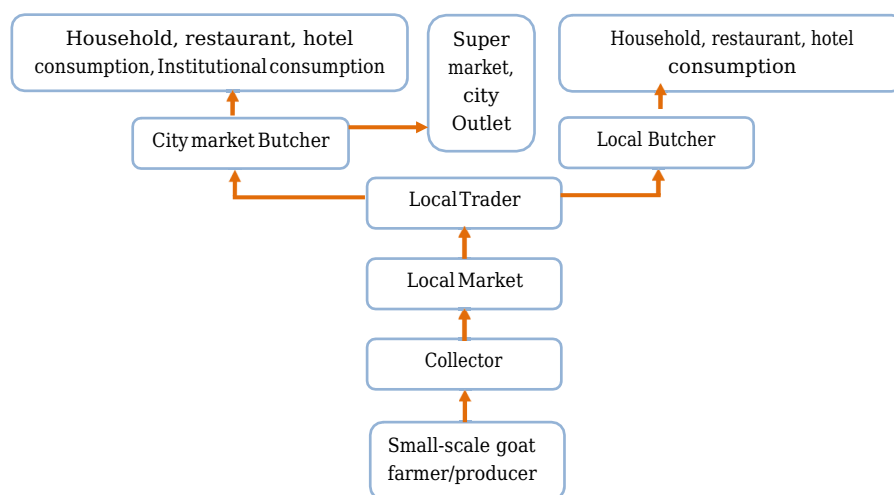 Household, restaurant, hotel
consumption, Institutional consumption
Super
market,
city
Outlet
Household, restaurant, hotel
consumption
City market Butcher
Local Butcher
Local Trader
Local Market
Collector
Small-scale goat
farmer/producer